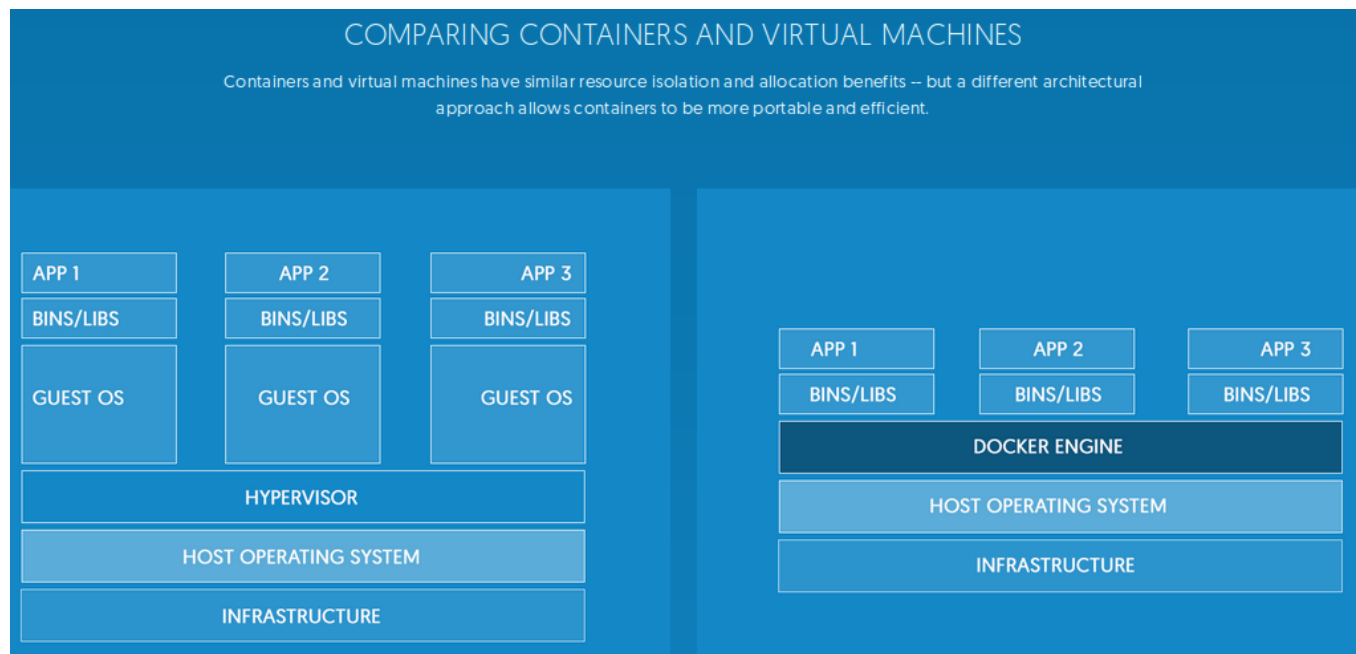 COMPARING CONTAINERS AND VIRTUAL MACHINES
Containers and virtual machines have similar resource isolation and allocation benefits -- but a different architectural
approach allows containers to be more portable and efficient.
APP 1
APP 2
APP 3
BINS/LIBS
BINS/LIBS
BINS/LIBS
GUEST OS
GUEST OS
GUEST OS
HYPERVISOR
HOST OPERATING SYSTEM
INFRASTRUCTURE
APP 1
APP 2
APP 3
BINS/LIBS
BINS/LIBS
BINS/LIBS
DOCKER ENGINE
HOST OPERATING SYSTEM
INFRASTRUCTURE